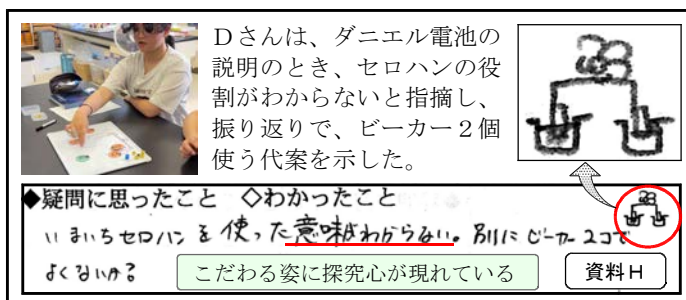 Dさんは、ダニエル電池の
説明のとき、セロハンの役
割がわからないと指摘し、
振り返りで、ビーカー2個
使う代案を示した。
◆疑問に思ったこと ◇わかったこと
いまいちセロハンを使った意味がわからない。別にビーカー2コで
よくないか?
こだわる姿に探究心が現れている
資料H